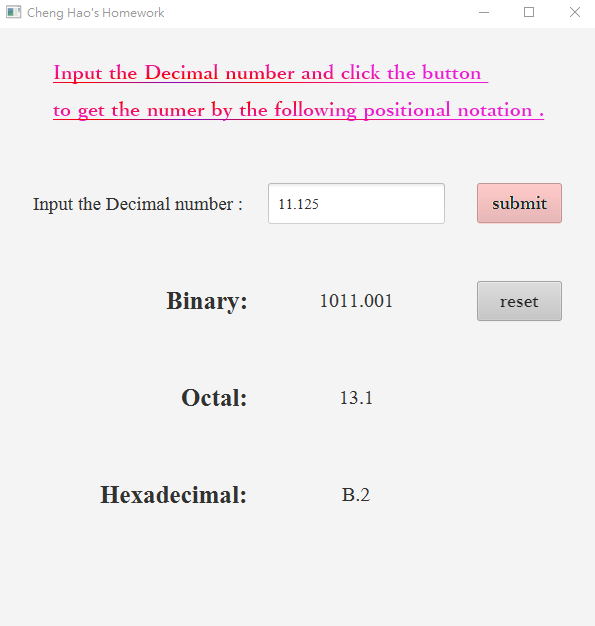 Cheng Hao's Homework
Input the Decimal number and click the button
to get the numer by the following positional notation .
Input the Decimal number : 11.125 submit
Binary: 1011.001 reset
Octal: 13.1
Hexadecimal: B.2